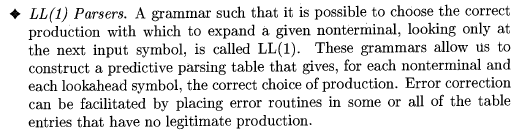 ◆ LL(1) Parsers. A grammar such that it is possible to choose the correct
production with which to expand a given nonterminal, looking only at
the next input symbol, is called LL(1). These grammars allow us to
construct a predictive parsing table that gives, for each nonterminal and
each lookahead symbol, the correct choice of production. Error correction
can be facilitated by placing error routines in some or all of the table
entries that have no legitimate production.